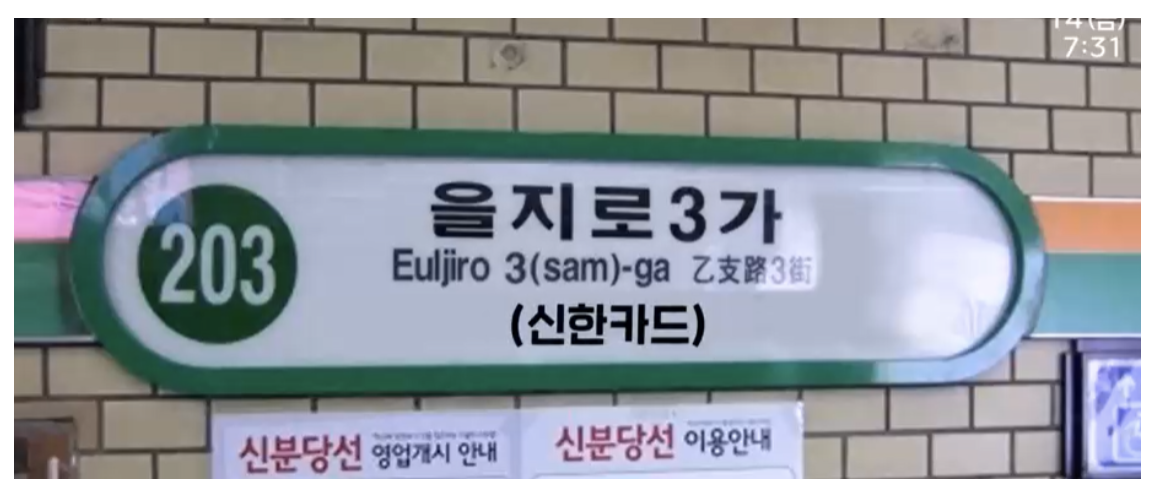 7:31
203
을지로3가
Euljiro 3(sam)-ga 乙支路3街
(신한카드)
신분당선 영업개시 안내
신분당선 이용안내